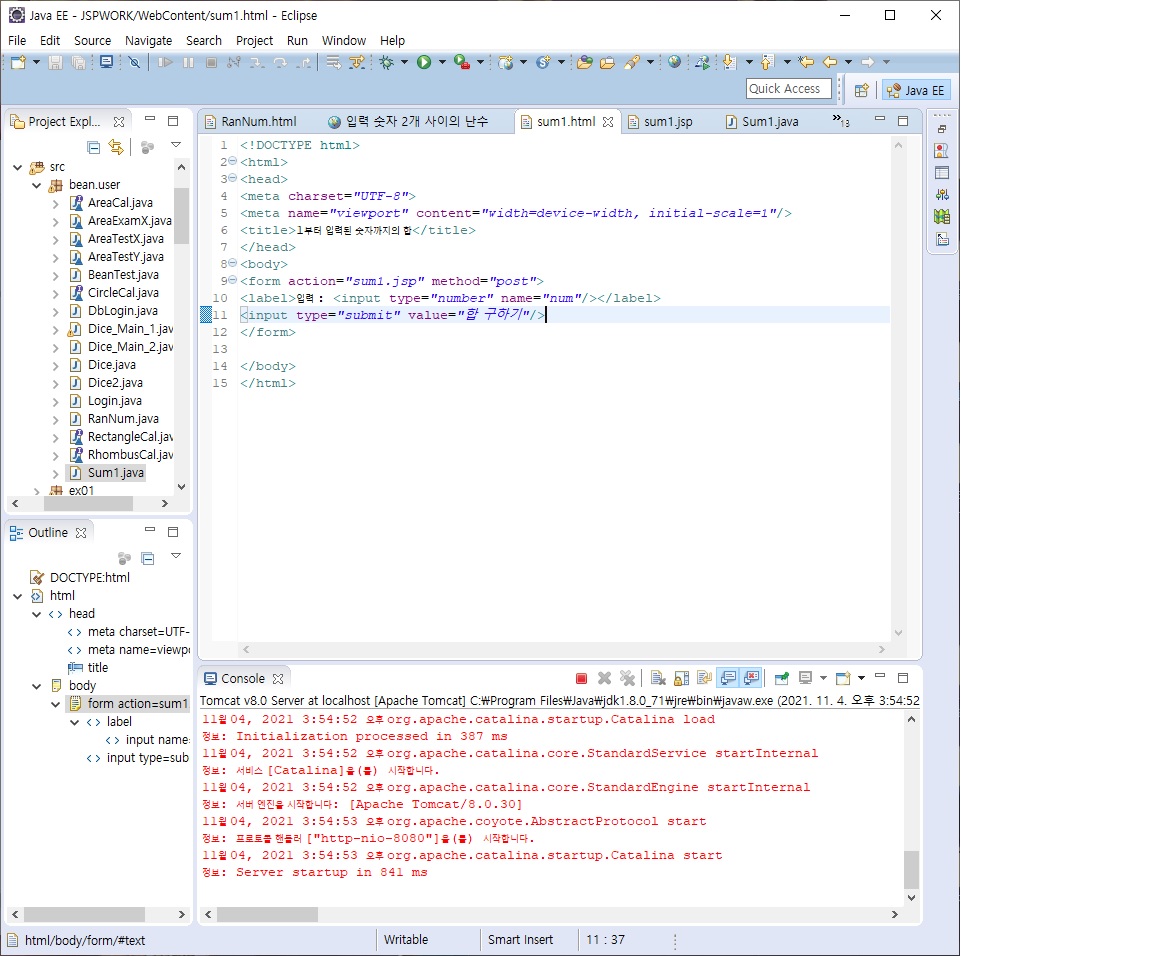 Java EE - JSPWORK/WebContent/sum1.html - Eclipse
File Edit Source Navigate Search Project Run Window Help
Quick Access
Java EE
Project Expl...
src
bean.user
AreaCal.java
AreaExamX.java
AreaTestX.java
AreaTestY.java
BeanTest.java
CircleCal.java
DbLogin.java
Dice_Main_1.jav
Dice_Main_2.jav
Dice.java
Dice2.java
Login.java
RanNum.java
RectangleCal.jav
RhombusCal.jav
Sum1.java
ex01
RanNum.html 입력 숫자 2개 사이의 난수 sum1.html sum1.jsp Sum1.java »13
1 <!DOCTYPE html>
2 <html>
3 <head>
4 <meta charset="UTF-8">
5 <meta name="viewport" content="width=device-width, initial-scale=1"/>
6 <title>1부터 입력된 숫자까지의 합</title>
7 </head>
8 <body>
9 <form action="sum1.jsp" method="post">
10 <label>입력 : <input type="number" name="num"/></label>
11 <input type="submit" value="합 구하기"/>
12 </form>
13
14 </body>
15 </html>
Outline
DOCTYPE:html
html
head
meta charset=UTF-
meta name=viewpo
title
body
form action=sum1
label
input name
input type=sub
Console
Tomcat v8.0 Server at localhost [Apache Tomcat] C:₩Program Files₩Java₩jdk1.8.0_71₩jre₩bin₩javaw.exe (2021. 11. 4. 오후 3:54:52
11월 04, 2021 3:54:52 오후 org.apache.catalina.startup.Catalina load
정보: Initialization processed in 387 ms
11월 04, 2021 3:54:52 오후 org.apache.catalina.core.StandardService startInternal
정보: 서비스 [Catalina]을(를) 시작합니다.
11월 04, 2021 3:54:52 오후 org.apache.catalina.core.StandardEngine startInternal
정보: 서버 엔진을 시작합니다: [Apache Tomcat/8.0.30]
11월 04, 2021 3:54:53 오후 org.apache.coyote.AbstractProtocol start
정보: 프로토콜 핸들러 ["http-nio-8080"]을(를) 시작합니다.
11월 04, 2021 3:54:53 오후 org.apache.catalina.startup.Catalina start
정보: Server startup in 841 ms
html/body/form/#text Writable Smart Insert 11 : 37